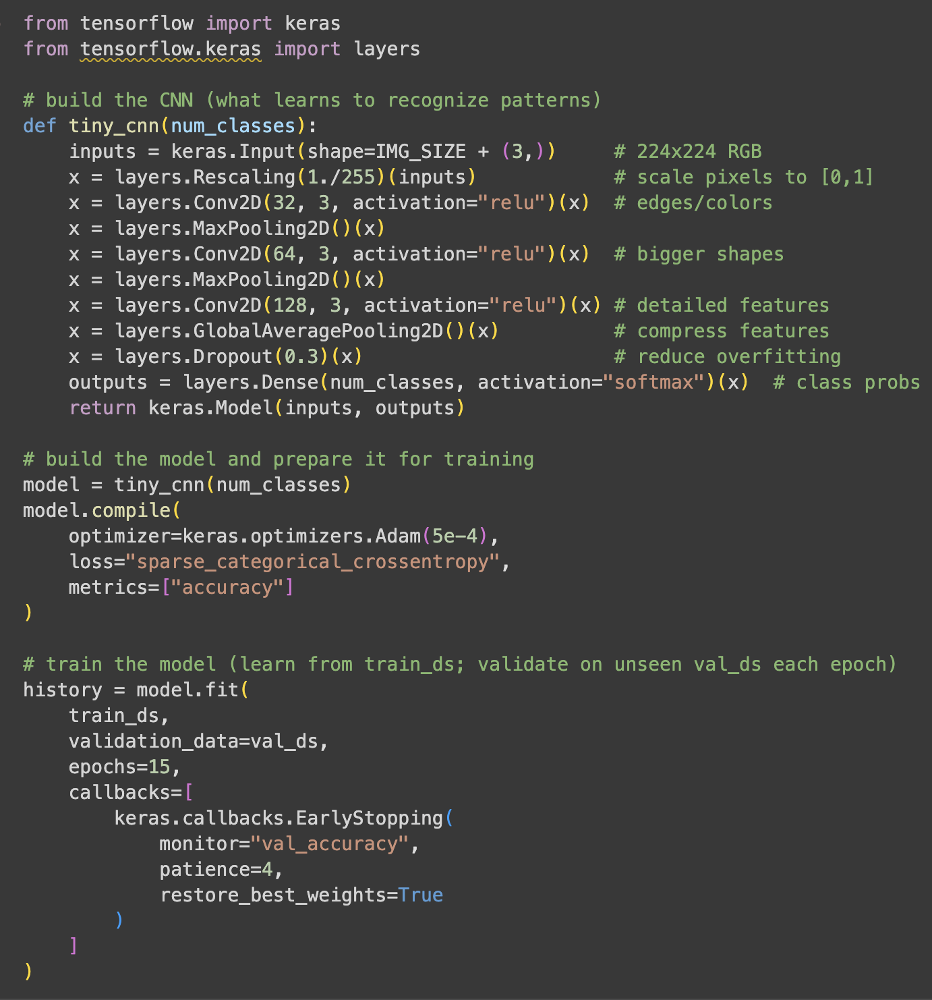 from tensorflow import keras
from tensorflow.keras import layers

# build the CNN (what learns to recognize patterns)
def tiny_cnn(num_classes):
    inputs = keras.Input(shape=IMG_SIZE + (3,))     # 224x224 RGB
    x = layers.Rescaling(1./255)(inputs)            # scale pixels to [0,1]
    x = layers.Conv2D(32, 3, activation="relu")(x)  # edges/colors
    x = layers.MaxPooling2D()(x)
    x = layers.Conv2D(64, 3, activation="relu")(x)  # bigger shapes
    x = layers.MaxPooling2D()(x)
    x = layers.Conv2D(128, 3, activation="relu")(x) # detailed features
    x = layers.GlobalAveragePooling2D()(x)          # compress features
    x = layers.Dropout(0.3)(x)                      # reduce overfitting
    outputs = layers.Dense(num_classes, activation="softmax")(x)  # class probs
    return keras.Model(inputs, outputs)

# build the model and prepare it for training
model = tiny_cnn(num_classes)
model.compile(
    optimizer=keras.optimizers.Adam(5e-4),
    loss="sparse_categorical_crossentropy",
    metrics=["accuracy"]
)

# train the model (learn from train_ds; validate on unseen val_ds each epoch)
history = model.fit(
    train_ds,
    validation_data=val_ds,
    epochs=15,
    callbacks=[
        keras.callbacks.EarlyStopping(
            monitor="val_accuracy",
            patience=4,
            restore_best_weights=True
        )
    ]
)